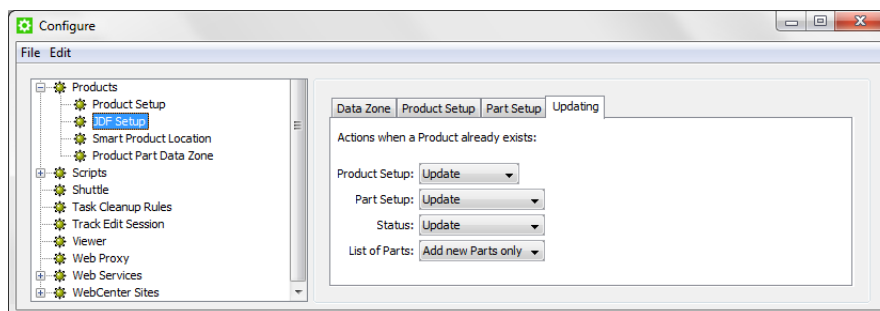 Configure
File Edit
Products
Product Setup
JDF Setup
Smart Product Location
Product Part Data Zone
Scripts
Shuttle
Task Cleanup Rules
Track Edit Session
Viewer
Web Proxy
Web Services
WebCenter Sites
Data Zone Product Setup Part Setup Updating
Actions when a Product already exists:
Product Setup: Update
Part Setup: Update
Status: Update
List of Parts: Add new Parts only